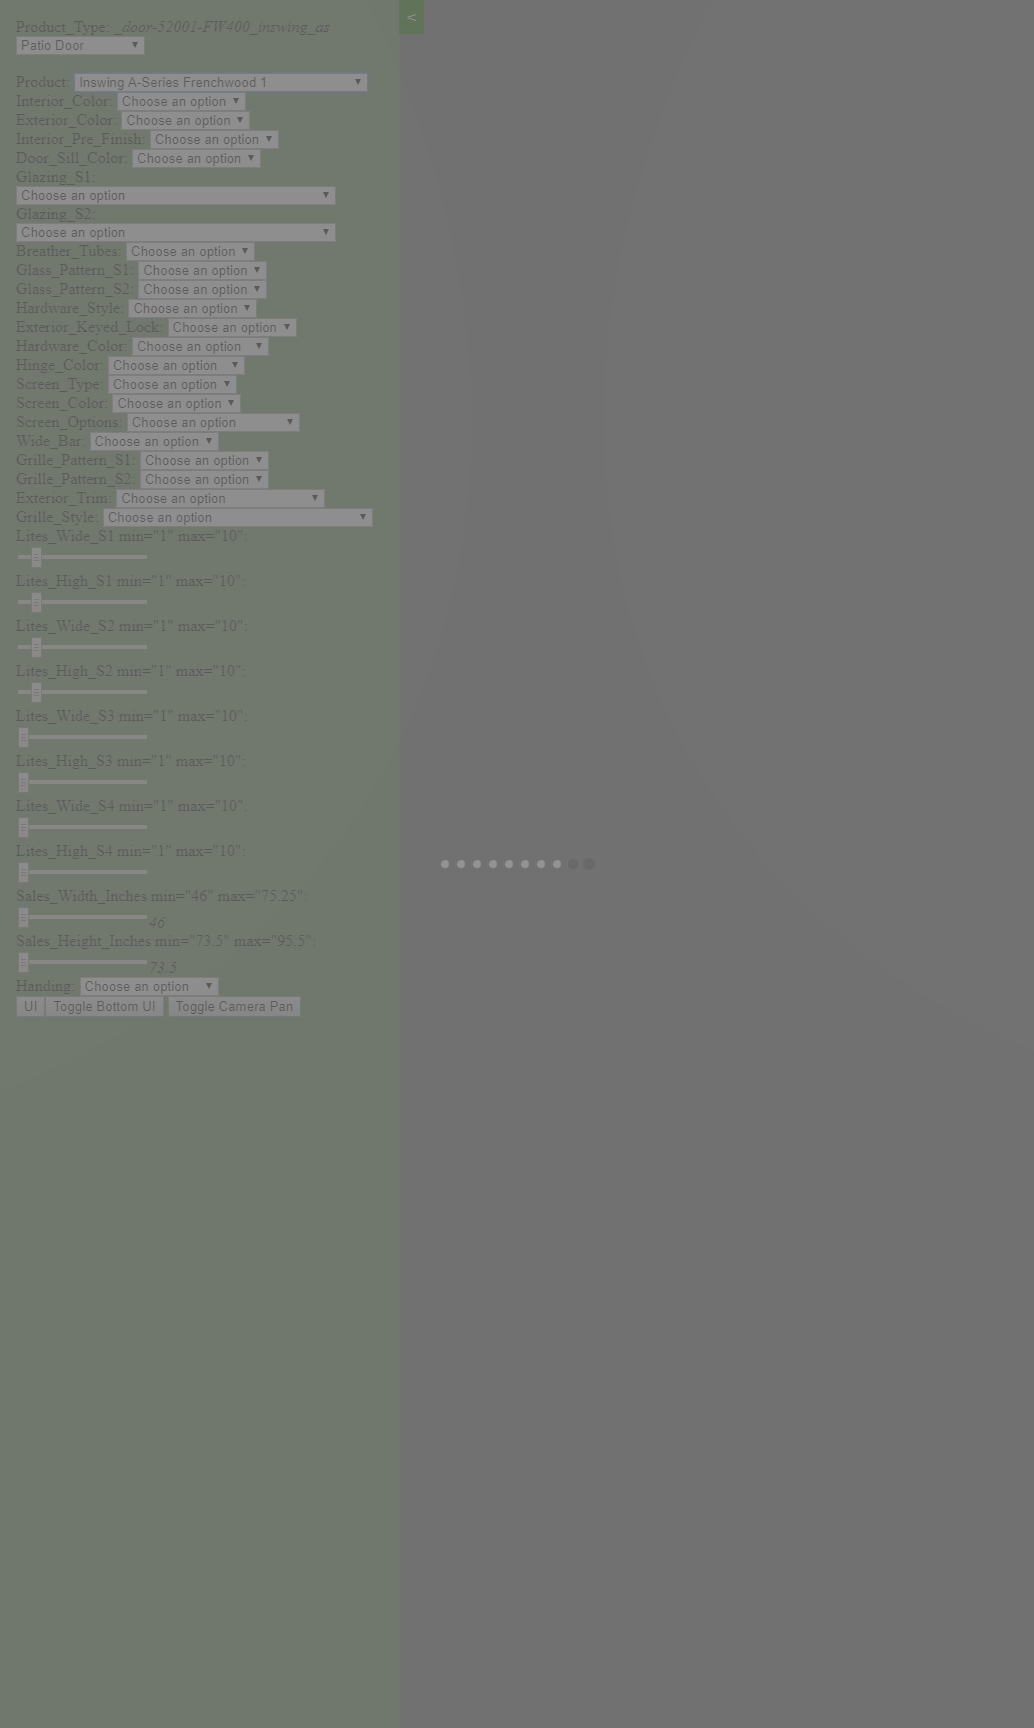 Product_Type: _door-52001-FW400_inswing_as
<
Patio Door
Product: Inswing A-Series Frenchwood 1
Interior_Color: Choose an option
Exterior_Color: Choose an option
Interior_Pre_Finish: Choose an option
Door_Sill_Color: Choose an option
Glazing_S1:
Choose an option
Glazing_S2:
Choose an option
Breather_Tubes: Choose an option
Glass_Pattern_S1: Choose an option
Glass_Pattern_S2: Choose an option
Hardware_Style: Choose an option
Exterior_Keyed_Lock: Choose an option
Hardware_Color: Choose an option
Hinge_Color: Choose an option
Screen_Type: Choose an option
Screen_Color: Choose an option
Screen_Options: Choose an option
Wide_Bar: Choose an option
Grille_Pattern_S1: Choose an option
Grille_Pattern_S2: Choose an option
Exterior_Trim: Choose an option
Grille_Style: Choose an option
Lites_Wide_S1 min="1" max="10":
Lites_High_S1 min="1" max="10":
Lites_Wide_S2 min="1" max="10":
Lites_High_S2 min="1" max="10":
Lites_Wide_S3 min="1" max="10":
Lites_High_S3 min="1" max="10":
Lites_Wide_S4 min="1" max="10":
Lites_High_S4 min="1" max="10":
Sales_Width_Inches min="46" max="75.25":
46
Sales_Height_Inches min="73.5" max="95.5":
73.5
Handing: Choose an option
UI Toggle Bottom UI Toggle Camera Pan